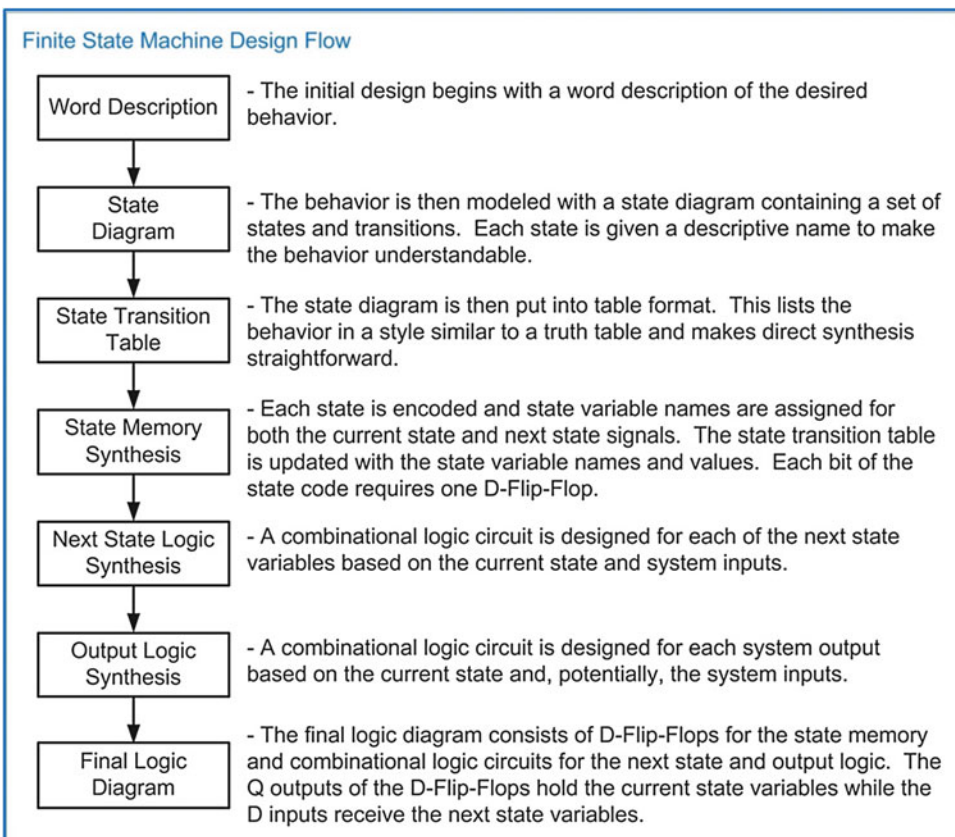 Finite State Machine Design Flow
Word Description
- The initial design begins with a word description of the desired
behavior.
State
Diagram
- The behavior is then modeled with a state diagram containing a set of
states and transitions. Each state is given a descriptive name to make
the behavior understandable.
State Transition
Table
- The state diagram is then put into table format. This lists the
behavior in a style similar to a truth table and makes direct synthesis
straightforward.
State Memory
Synthesis
- Each state is encoded and state variable names are assigned for
both the current state and next state signals. The state transition table
is updated with the state variable names and values. Each bit of the
state code requires one D-Flip-Flop.
Next State Logic
Synthesis
- A combinational logic circuit is designed for each of the next state
variables based on the current state and system inputs.
Output Logic
Synthesis
- A combinational logic circuit is designed for each system output
based on the current state and, potentially, the system inputs.
Final Logic
Diagram
- The final logic diagram consists of D-Flip-Flops for the state memory
and combinational logic circuits for the next state and output logic. The
Q outputs of the D-Flip-Flops hold the current state variables while the
D inputs receive the next state variables.